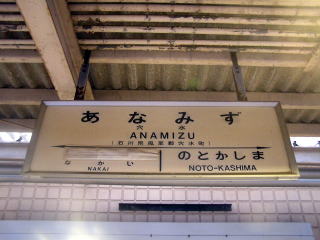 あなみず
穴水
ANAMIZU
(石川県鳳至郡穴水町)
なかい
NAKAI
のとかしま
NOTO-KASHIMA